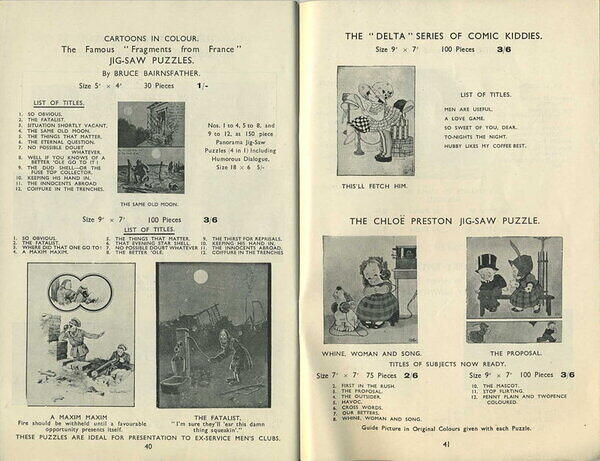 CARTOONS IN COLOUR.
The Famous "Fragments from France"
JIG-SAW PUZZLES.
By BRUCE BAIRNSFATHER.
Size 5" × 4" 30 Pieces 1/-
LIST OF TITLES.
1. SO OBVIOUS.
2. THE FATALIST.
3. SITUATION SHORTLY VACANT.
4. THE SAME OLD MOON.
5. THE THINGS THAT MATTER.
6. THE ETERNAL QUESTION.
7. NO POSSIBLE DOUBT
WHATEVER.
8. WELL IF YOU KNOWS OF A
BETTER 'OLE GO TO IT!
9. THE DUD SHELL—OR THE
FUSE TOP COLLECTOR.
10. KEEPING HIS HAND IN.
11. THE INNOCENTS ABROAD
12. COIFURE IN THE TRENCHES.
THE SAME OLD MOON.
Nos. 1 to 4, 5 to 8, and
9 to 12, as 150 piece
Panorama Jig-Saw
Puzzles (4 in 1) Including
Humorous Dialogue,
Size 18 × 6 5/-
Size 9" × 7" 100 Pieces 3/6
LIST OF TITLES.
1. SO OBVIOUS.
2. THE FATALIST.
3. WHERE DID THAT ONE GO TO!
4. A MAXIM MAXIM.
5. THE THINGS THAT MATTER.
6. THAT EVENING STAR SHELL.
7. NO POSSIBLE DOUBT WHATEVER
8. THE BETTER 'OLE.
9. THE THIRST FOR REPRISALS.
10. KEEPING HIS HAND IN.
11. THE INNOCENTS ABROAD.
12. COIFURE IN THE TRENCHES
A MAXIM MAXIM
Fire should be withheld until a favourable
opportunity presents itself.
THE FATALIST,
"I'm sure they'll 'ear this damn
thing squeakin'."
THESE PUZZLES ARE IDEAL FOR PRESENTATION TO EX-SERVICE MEN'S CLUBS.
40
THE "DELTA" SERIES OF COMIC KIDDIES.
Size 9" × 7" 100 Pieces 3/6
LIST OF TITLES.
MEN ARE USEFUL.
A LOVE GAME.
SO SWEET OF YOU, DEAR.
TO-NIGHTS THE NIGHT.
HUBBY LIKES MY COFFEE BEST.
THIS'LL FETCH HIM.
THE CHLOË PRESTON JIG-SAW PUZZLE.
WHINE, WOMAN AND SONG.
THE PROPOSAL.
TITLES OF SUBJECTS NOW READY.
Size 7" × 7" 75 Pieces 2/6
2. FIRST IN THE RUSH.
3. THE PROPOSAL.
4. THE OUTSIDER.
5. HAVOC.
6. CROSS WORDS.
7. OUR BETTERS.
8. WHINE, WOMAN AND SONG.
Size 9" × 7" 100 Pieces 3/6
10. THE MASCOT.
11. STOP FLIRTING.
12. PENNY PLAIN AND TWOPENCE
COLOURED.
Guide Picture in Original Colours given with each Puzzle.
41